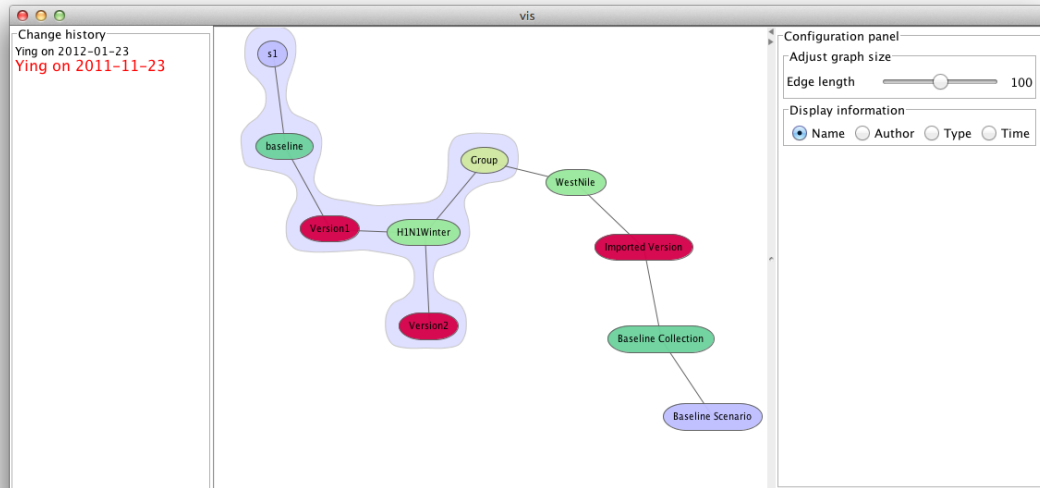 vis
Change history
Ying on 2012-01-23
Ying on 2011-11-23
s1
baseline
Group
WestNile
Version1
H1N1Winter
Imported Version
Version2
Baseline Collection
Baseline Scenario
Configuration panel
Adjust graph size
Edge length 100
Display information
Name Author Type Time